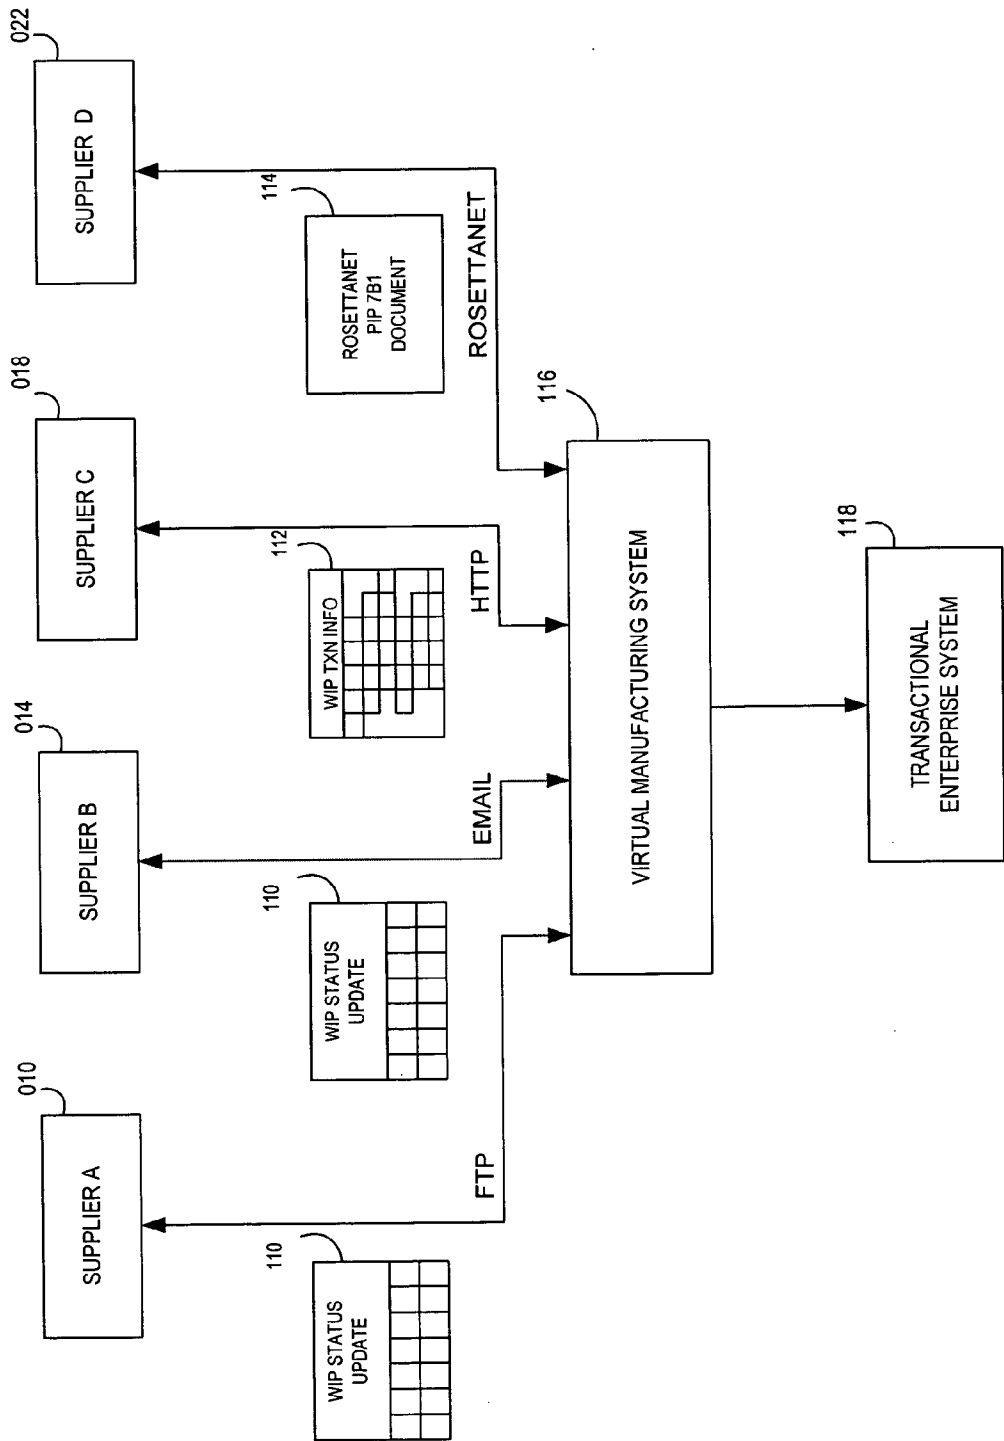 010
SUPPLIER A
014
SUPPLIER B
018
SUPPLIER C
022
SUPPLIER D
110
WIP STATUS
UPDATE
110
WIP STATUS
UPDATE
112
WIP TXN INFO
114
ROSETTANET
PIP 7B1
DOCUMENT
FTP
EMAIL
HTTP
ROSETTANET
116
VIRTUAL MANUFACTURING SYSTEM
118
TRANSACTIONAL
ENTERPRISE SYSTEM